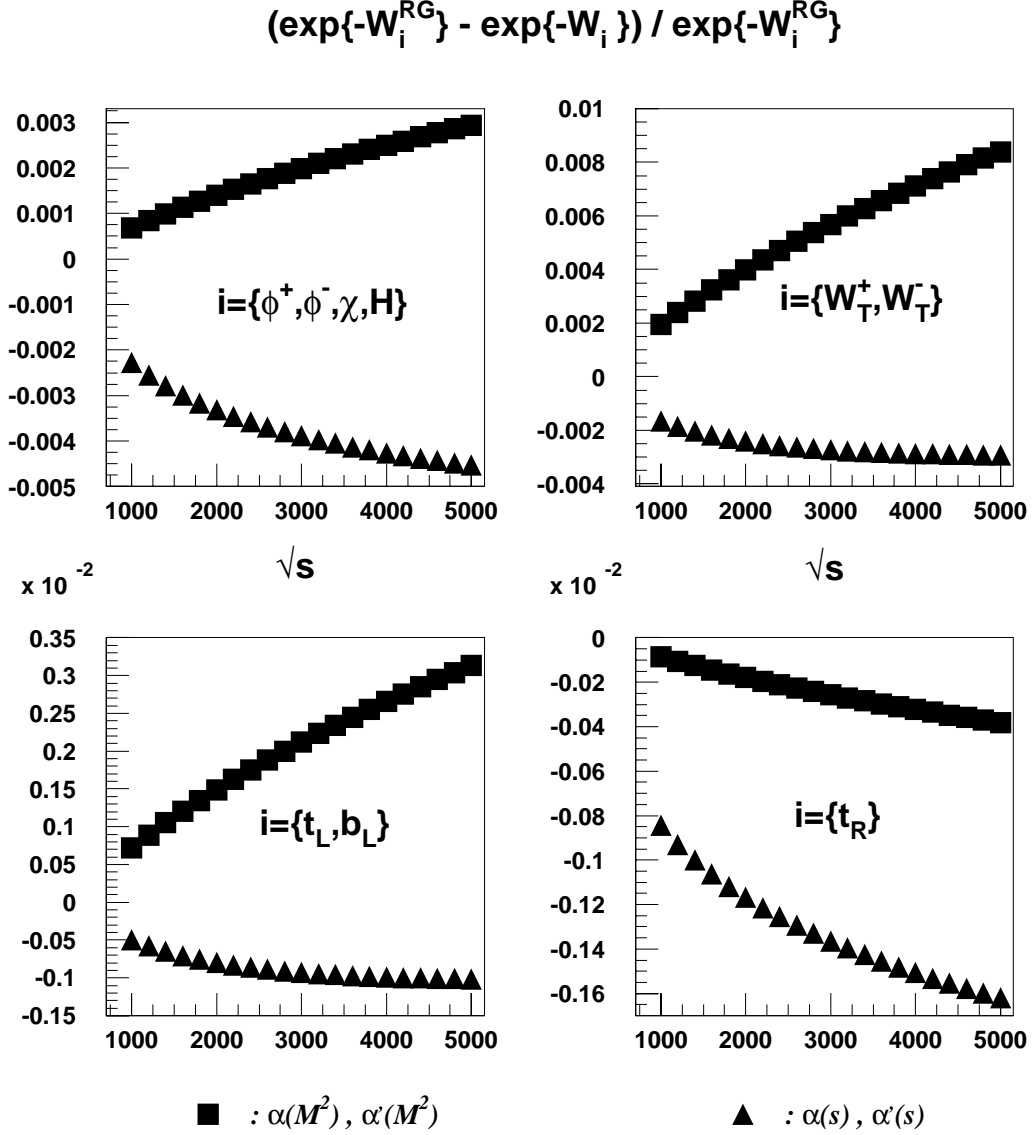 (exp{-W_i^RG} - exp{-W_i }) / exp{-W_i^RG}
0.003
0.002
0.001
0
-0.001
-0.002
-0.003
-0.004
-0.005
i={ϕ⁺,ϕ⁻,χ,H}
1000 2000 3000 4000 5000
√s
0.01
0.008
0.006
0.004
0.002
0
-0.002
-0.004
i={W_T⁺,W_T⁻}
1000 2000 3000 4000 5000
√s
x 10⁻²
0.35
0.3
0.25
0.2
0.15
0.1
0.05
0
-0.05
-0.1
-0.15
i={t_L,b_L}
1000 2000 3000 4000 5000
x 10⁻²
0
-0.02
-0.04
-0.06
-0.08
-0.1
-0.12
-0.14
-0.16
i={t_R}
1000 2000 3000 4000 5000
: α(M²) , α'(M²)
: α(s) , α'(s)